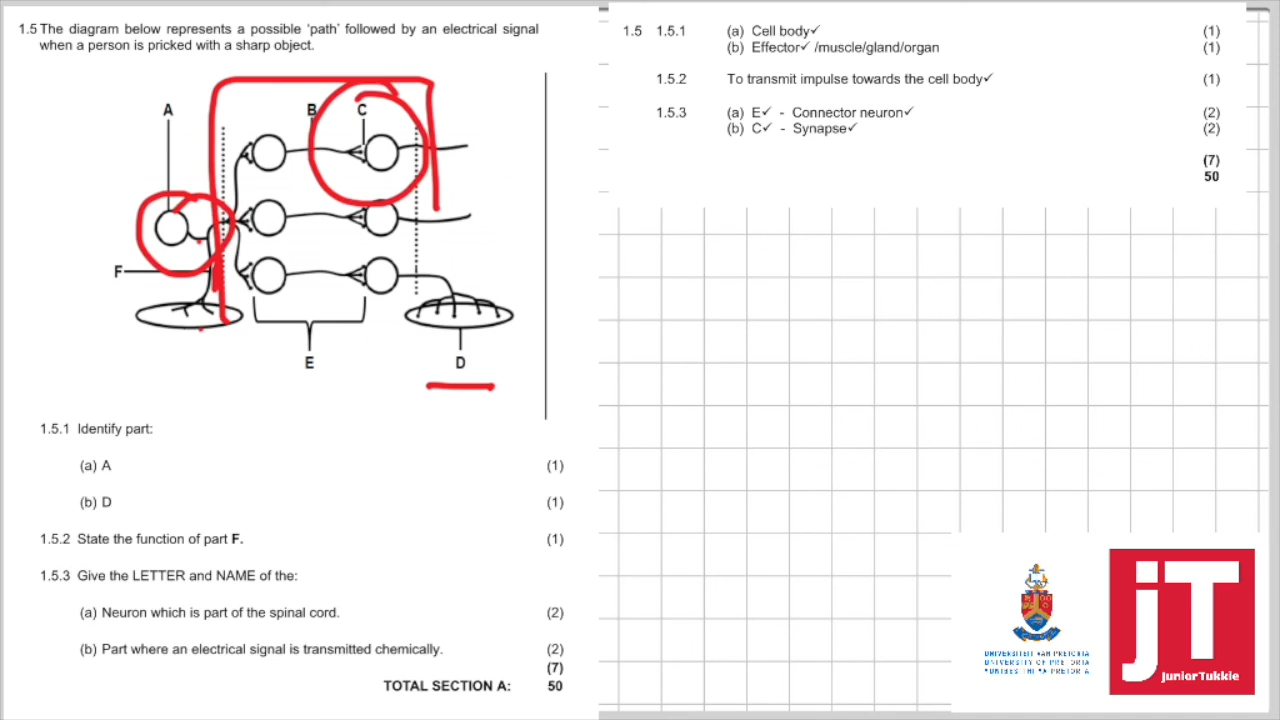 1.5 The diagram below represents a possible 'path' followed by an electrical signal
when a person is pricked with a sharp object.
A
B
C
F
E
D
1.5.1 Identify part:
(a) A (1)
(b) D (1)
1.5.2 State the function of part F. (1)
1.5.3 Give the LETTER and NAME of the:
(a) Neuron which is part of the spinal cord. (2)
(b) Part where an electrical signal is transmitted chemically. (2)
(7)
TOTAL SECTION A: 50
1.5 1.5.1 (a) Cell body✓ (1)
(b) Effector✓ /muscle/gland/organ (1)
1.5.2 To transmit impulse towards the cell body✓ (1)
1.5.3 (a) E✓ - Connector neuron✓ (2)
(b) C✓ - Synapse✓ (2)
(7)
50
UNIVERSITEIT VAN PRETORIA
UNIVERSITY OF PRETORIA
YUNIBESITHI YA PRETORIA
jT
JuniorTukkie